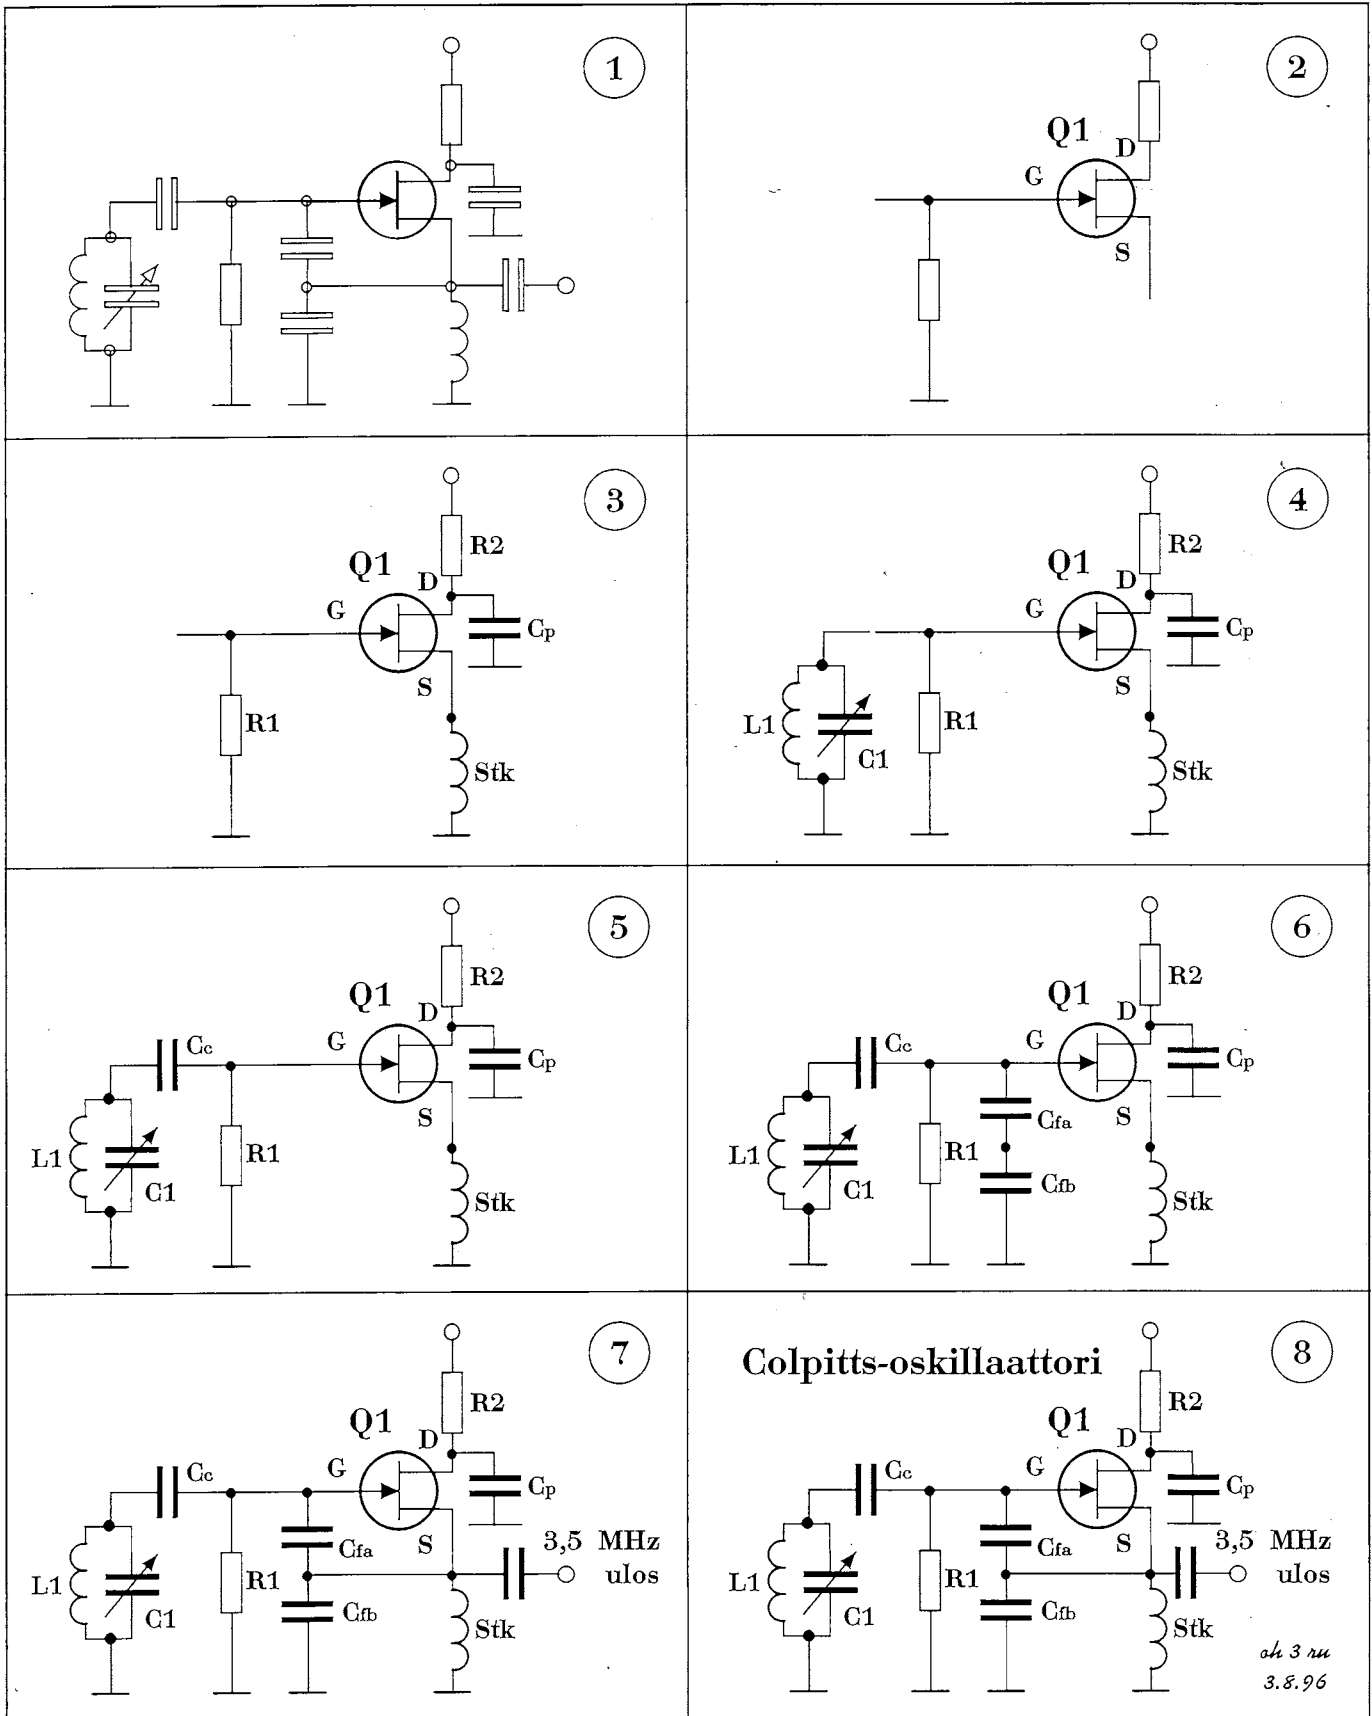 1
2
Q1
D
G
S
3
R2
Q1
D
G
Cp
S
R1
Stk
4
R2
Q1
D
G
Cp
S
L1
R1
C1
Stk
5
R2
Q1
D
Cc
G
Cp
S
L1
R1
C1
Stk
6
R2
Q1
D
Cc
G
Cp
Cfa
S
L1
R1
C1
Cfb
Stk
7
R2
Q1
D
Cc
G
Cp
Cfa
S
3,5 MHz
ulos
L1
R1
C1
Cfb
Stk
Colpitts-oskillaattori
8
R2
Q1
D
Cc
G
Cp
Cfa
S
3,5 MHz
ulos
L1
R1
C1
Cfb
Stk
oh 3 ru
3.8.96